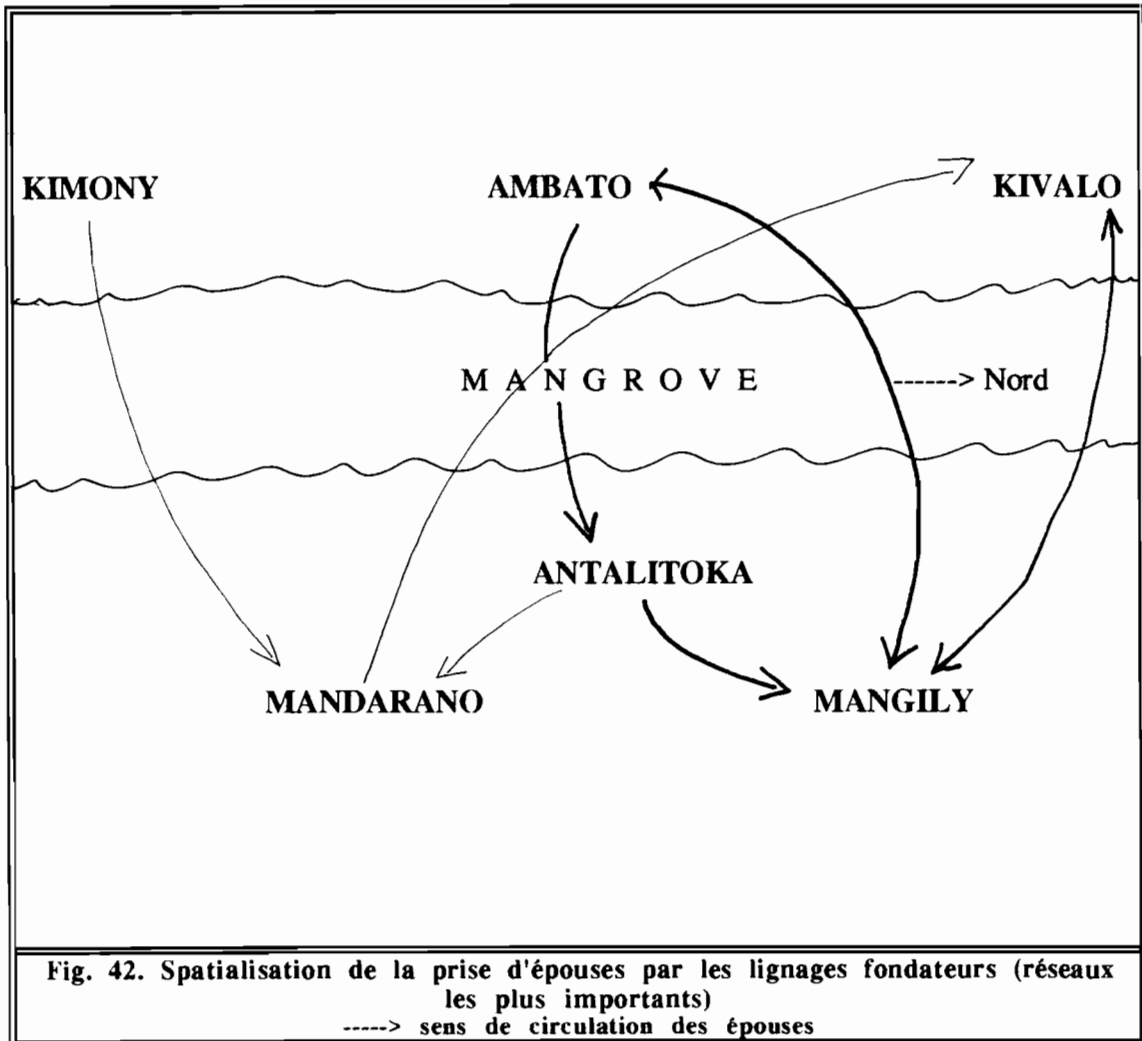 KIMONY AMBATO KIVALO
MANGROVE -----> Nord
ANTALITOKA
MANDARANO MANGILY
Fig. 42. Spatialisation de la prise d'épouses par les lignages fondateurs (réseaux
les plus importants)
-----> sens de circulation des épouses